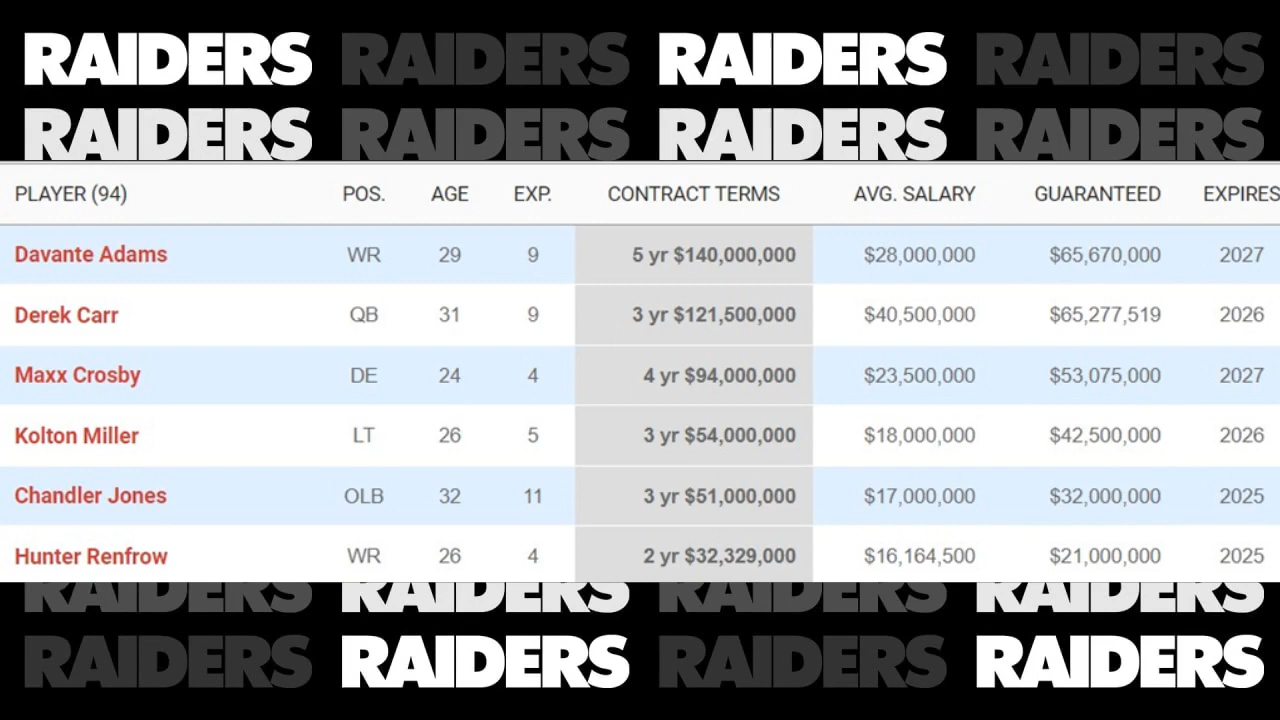 RAIDERS RAIDERS RAIDERS RAIDERS
RAIDERS RAIDERS RAIDERS RAIDERS
PLAYER (94) POS. AGE EXP. CONTRACT TERMS AVG. SALARY GUARANTEED EXPIRES
Davante Adams WR 29 9 5 yr $140,000,000 $28,000,000 $65,670,000 2027
Derek Carr QB 31 9 3 yr $121,500,000 $40,500,000 $65,277,519 2026
Maxx Crosby DE 24 4 4 yr $94,000,000 $23,500,000 $53,075,000 2027
Kolton Miller LT 26 5 3 yr $54,000,000 $18,000,000 $42,500,000 2026
Chandler Jones OLB 32 11 3 yr $51,000,000 $17,000,000 $32,000,000 2025
Hunter Renfrow WR 26 4 2 yr $32,329,000 $16,164,500 $21,000,000 2025
RAIDERS RAIDERS RAIDERS RAIDERS
RAIDERS RAIDERS RAIDERS RAIDERS